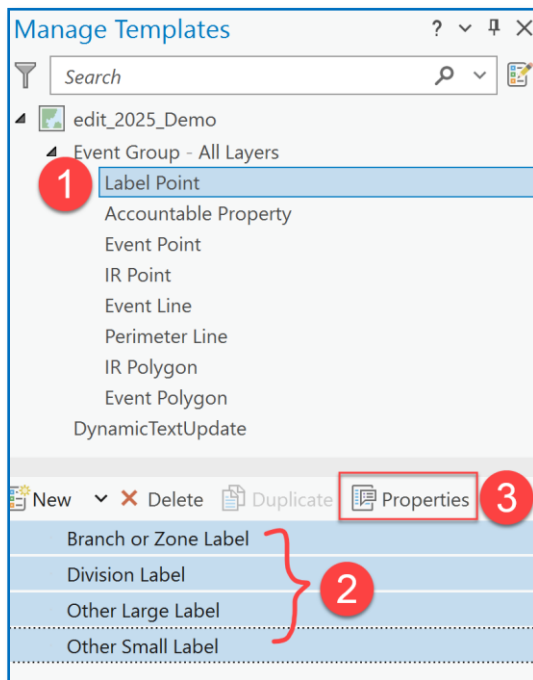 Manage Templates ?
Search
edit_2025_Demo
Event Group - All Layers
1 Label Point
Accountable Property
Event Point
IR Point
Event Line
Perimeter Line
IR Polygon
Event Polygon
DynamicTextUpdate
New Delete Duplicate Properties 3
Branch or Zone Label
Division Label
Other Large Label
2
Other Small Label